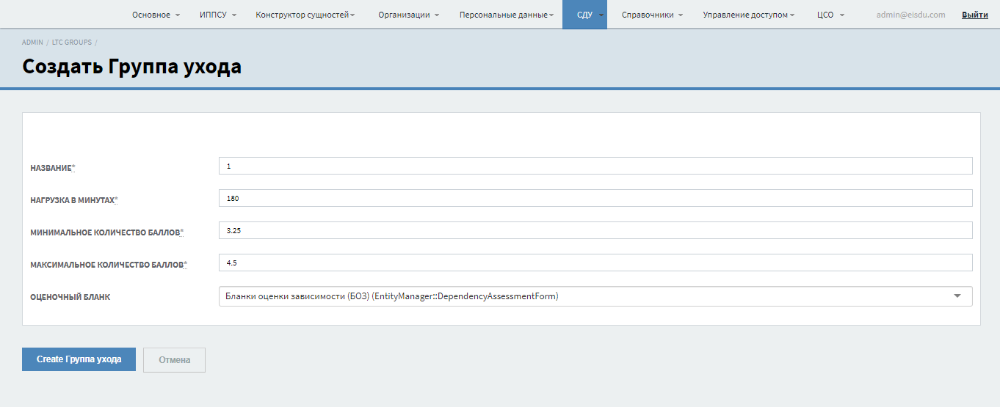 Основное ИППСУ Конструктор сущностей Организации Персональные данные СДУ Справочники Управление доступом ЦСО admin@eisdu.com Выйти
ADMIN / LTC GROUPS /
Создать Группа ухода
НАЗВАНИЕ* 1
НАГРУЗКА В МИНУТАХ* 180
МИНИМАЛЬНОЕ КОЛИЧЕСТВО БАЛЛОВ* 3.25
МАКСИМАЛЬНОЕ КОЛИЧЕСТВО БАЛЛОВ* 4.5
ОЦЕНОЧНЫЙ БЛАНК Бланки оценки зависимости (БОЗ) (EntityManager::DependencyAssessmentForm)
Create Группа ухода Отмена